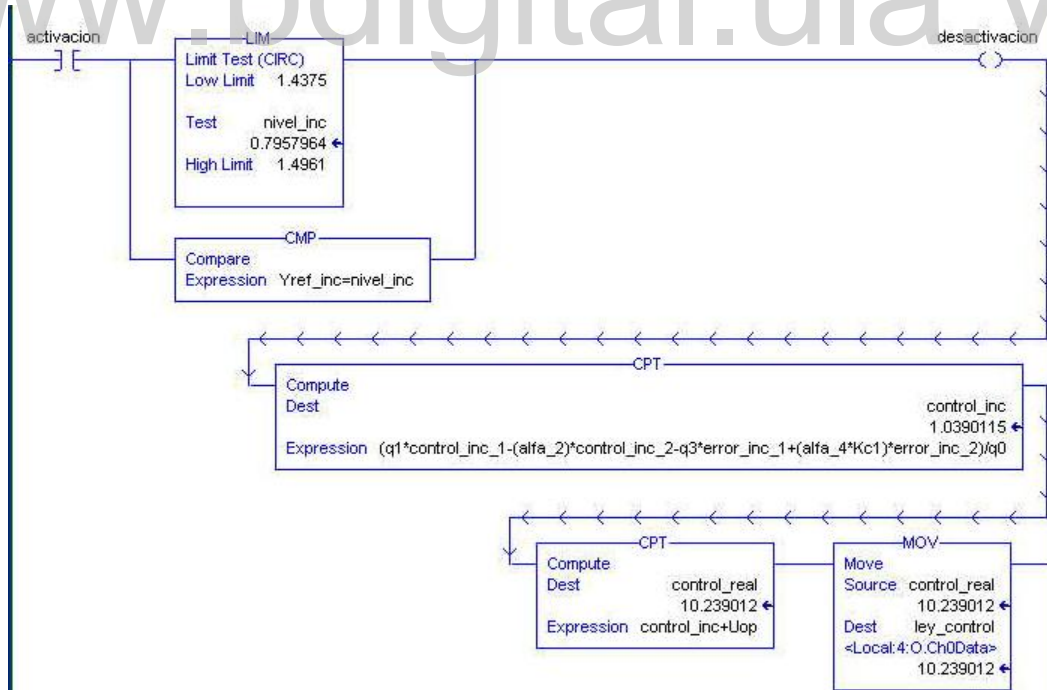 www.bdigital.ula.v
activacion
desactivacion
LIM
Limit Test (CIRC)
Low Limit 1.4375
Test nivel_inc
0.7957964
High Limit 1.4961
CMP
Compare
Expression Yref_inc=nivel_inc
CPT
Compute
Dest control_inc
1.0390115
Expression (q1*control_inc_1-(alfa_2)*control_inc_2-q3*error_inc_1+(alfa_4*Kc1)*error_inc_2)/q0
CPT
Compute
Dest control_real
10.239012
Expression control_inc+Uop
MOV
Move
Source control_real
10.239012
Dest ley_control
<Local:4:O.Ch0Data>
10.239012